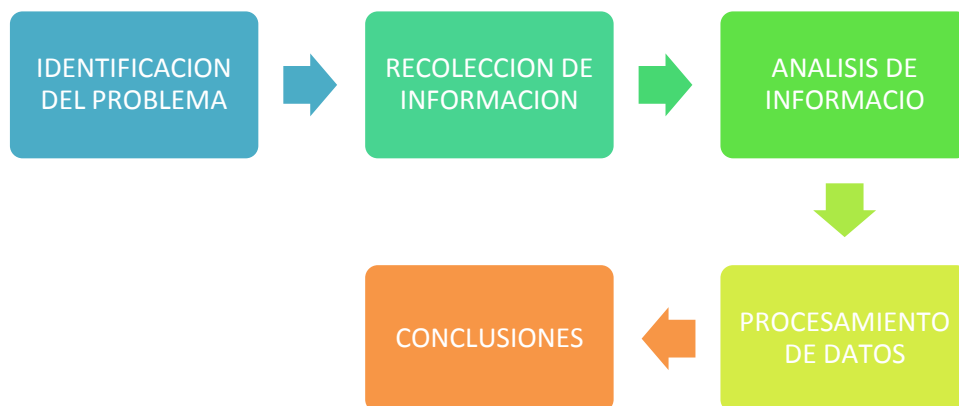 IDENTIFICACION
DEL PROBLEMA
RECOLECCION DE
INFORMACION
ANALISIS DE
INFORMACIO
PROCESAMIENTO
DE DATOS
CONCLUSIONES